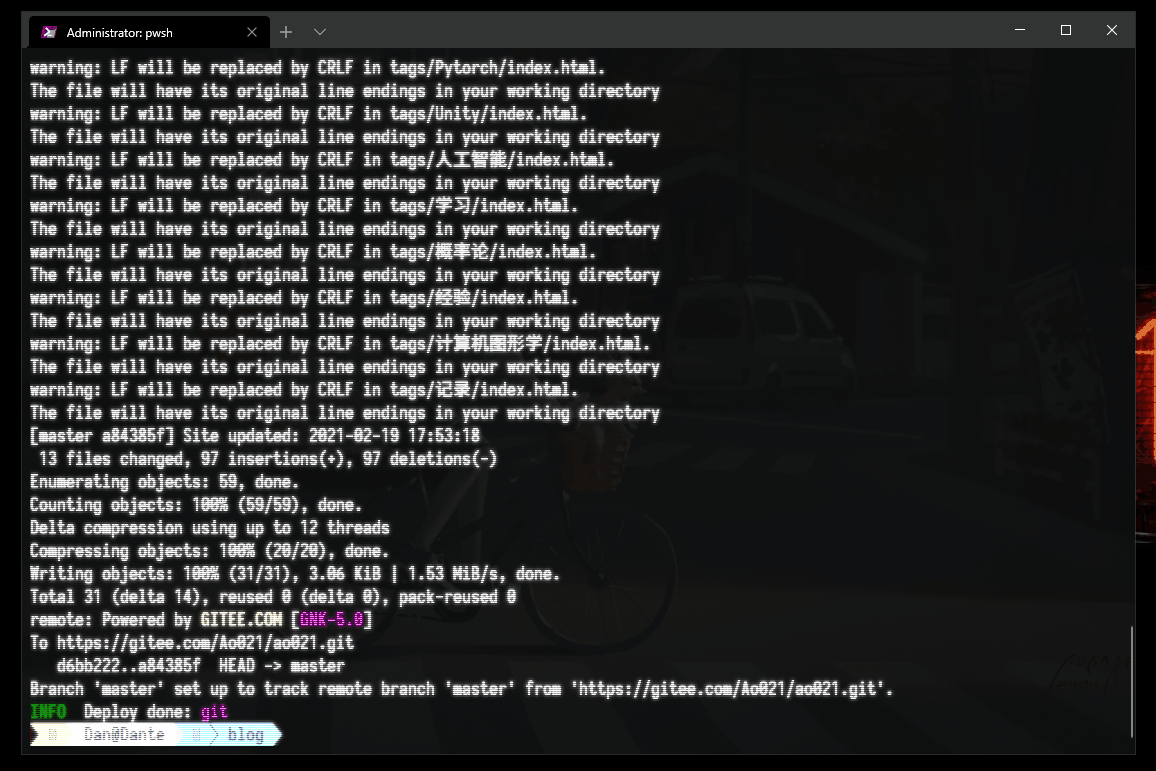 Administrator: pwsh
warning: LF will be replaced by CRLF in tags/Pytorch/index.html.
The file will have its original line endings in your working directory
warning: LF will be replaced by CRLF in tags/Unity/index.html.
The file will have its original line endings in your working directory
warning: LF will be replaced by CRLF in tags/人工智能/index.html.
The file will have its original line endings in your working directory
warning: LF will be replaced by CRLF in tags/学习/index.html.
The file will have its original line endings in your working directory
warning: LF will be replaced by CRLF in tags/概率论/index.html.
The file will have its original line endings in your working directory
warning: LF will be replaced by CRLF in tags/经验/index.html.
The file will have its original line endings in your working directory
warning: LF will be replaced by CRLF in tags/计算机图形学/index.html.
The file will have its original line endings in your working directory
warning: LF will be replaced by CRLF in tags/记录/index.html.
The file will have its original line endings in your working directory
[master a84385f] Site updated: 2021-02-19 17:53:18
 13 files changed, 97 insertions(+), 97 deletions(-)
Enumerating objects: 59, done.
Counting objects: 100% (59/59), done.
Delta compression using up to 12 threads
Compressing objects: 100% (20/20), done.
Writing objects: 100% (31/31), 3.06 KiB | 1.53 MiB/s, done.
Total 31 (delta 14), reused 0 (delta 0), pack-reused 0
remote: Powered by GITEE.COM [GNK-5.0]
To https://gitee.com/Ao021/ao021.git
   d6bb222..a84385f  HEAD -> master
Branch 'master' set up to track remote branch 'master' from 'https://gitee.com/Ao021/ao021.git'.
INFO  Deploy done: git
Dan@Dante blog